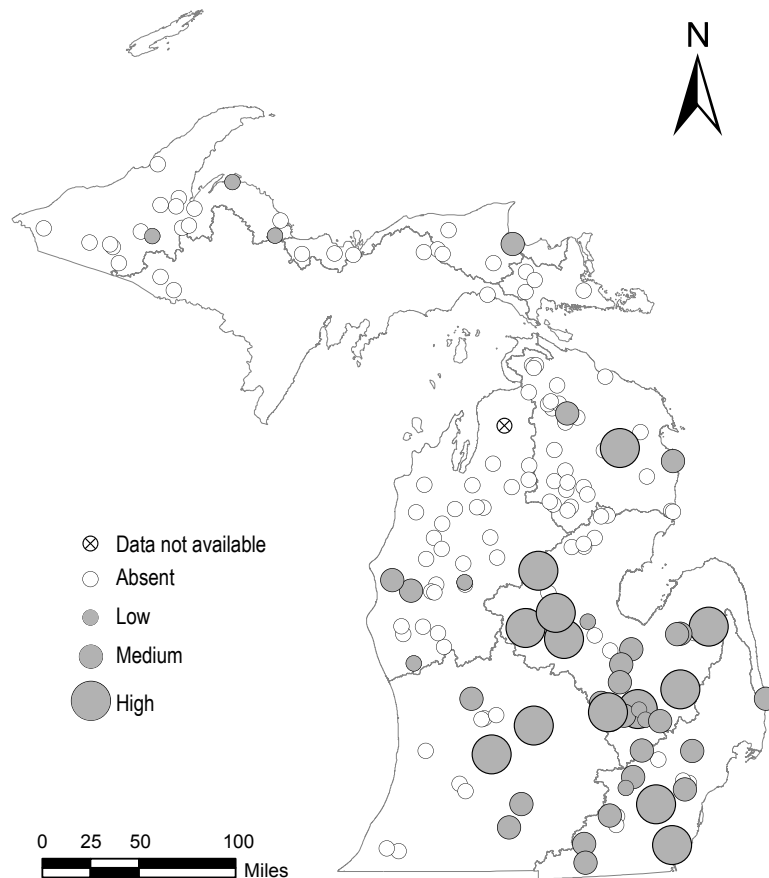 N
Data not available
Absent
Low
Medium
High
0 25 50 100
Miles